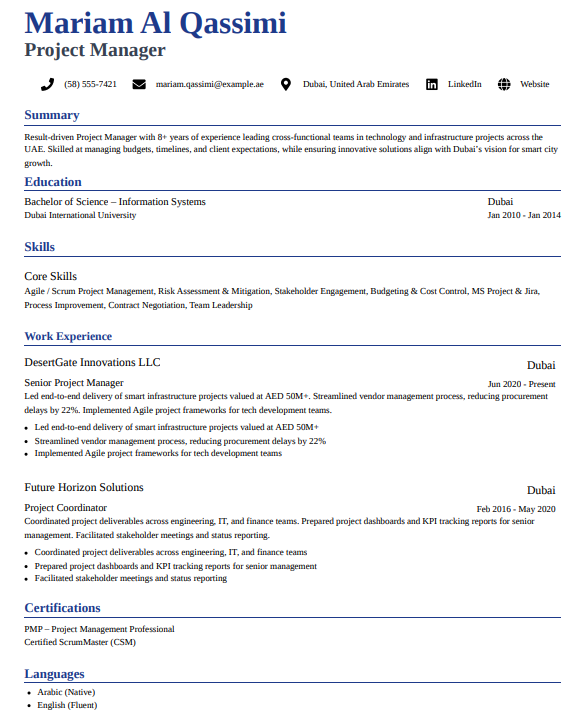 Mariam Al Qassimi
Project Manager
(58) 555-7421 mariam.qassimi@example.ae Dubai, United Arab Emirates LinkedIn Website
Summary
Result-driven Project Manager with 8+ years of experience leading cross-functional teams in technology and infrastructure projects across the
UAE. Skilled at managing budgets, timelines, and client expectations, while ensuring innovative solutions align with Dubai's vision for smart city
growth.
Education
Bachelor of Science – Information Systems Dubai
Dubai International University Jan 2010 - Jan 2014
Skills
Core Skills
Agile / Scrum Project Management, Risk Assessment & Mitigation, Stakeholder Engagement, Budgeting & Cost Control, MS Project & Jira,
Process Improvement, Contract Negotiation, Team Leadership
Work Experience
DesertGate Innovations LLC Dubai
Senior Project Manager Jun 2020 - Present
Led end-to-end delivery of smart infrastructure projects valued at AED 50M+. Streamlined vendor management process, reducing procurement
delays by 22%. Implemented Agile project frameworks for tech development teams.
• Led end-to-end delivery of smart infrastructure projects valued at AED 50M+
• Streamlined vendor management process, reducing procurement delays by 22%
• Implemented Agile project frameworks for tech development teams
Future Horizon Solutions Dubai
Project Coordinator Feb 2016 - May 2020
Coordinated project deliverables across engineering, IT, and finance teams. Prepared project dashboards and KPI tracking reports for senior
management. Facilitated stakeholder meetings and status reporting.
• Coordinated project deliverables across engineering, IT, and finance teams
• Prepared project dashboards and KPI tracking reports for senior management
• Facilitated stakeholder meetings and status reporting
Certifications
PMP – Project Management Professional
Certified ScrumMaster (CSM)
Languages
• Arabic (Native)
• English (Fluent)